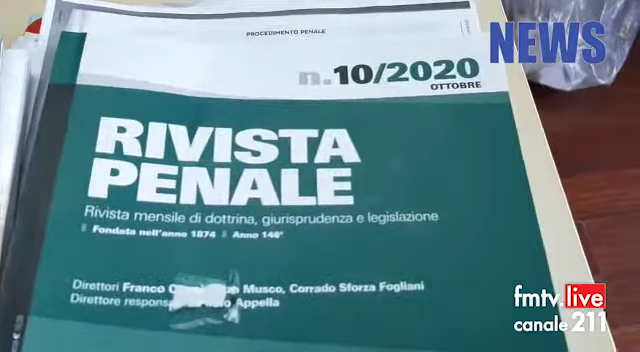 PROCEDIMENTO PENALE
NEWS
n.10/2020
OTTOBRE
RIVISTA
PENALE
Rivista mensile di dottrina, giurisprudenza e legislazione
Fondata nell'anno 1874 Anno 146°
Direttori Franco Musco, Corrado Sforza Fogliani
Direttore Appella
fmtv.live
canale 211